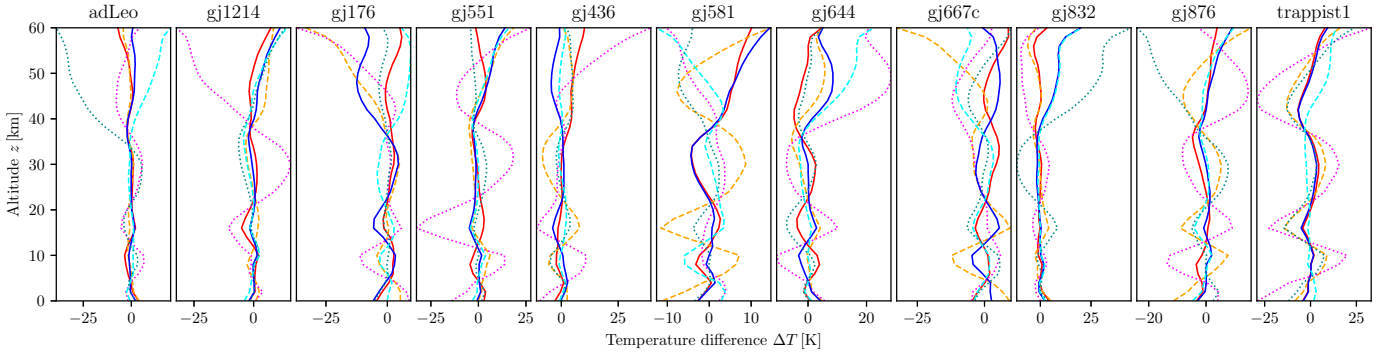 adLeo gj1214 gj176 gj551 gj436 gj581 gj644 gj667c gj832 gj876 trappist1
Altitude z [km]
60
50
40
30
20
10
0
−25 0 −25 0 −25 0 −25 0 0 25 −10 0 10 0 20 −25 0 0 25 −20 0 −25 0 25
Temperature difference ΔT [K]